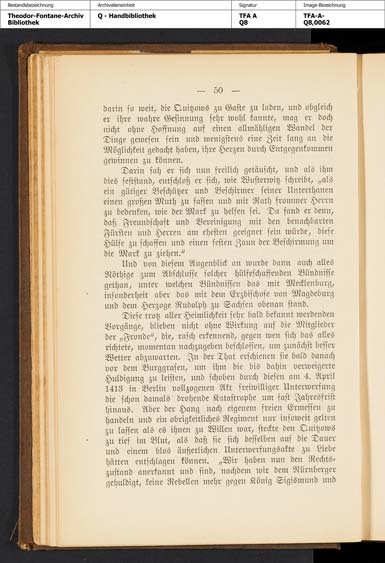 Bestandsbezeichnung Archivalieneinheit Signatur Image-Bezeichnung
Theodor-Fontane-Archiv Q - Handbibliothek TFA A TFA-A-
Bibliothek Q8 Q8,0062
— 50 —
darin so weit, die Quitzows zu Gaste zu laden, und obgleich
er ihre wahre Gesinnung sehr wohl kannte, mag er doch
nicht ohne Hoffnung auf einen allmähligen Wandel der
Dinge gewesen sein und wenigstens eine Zeit lang an die
Möglichkeit gedacht haben, ihre Herzen durch Entgegenkommen
gewinnen zu können.
Darin sah er sich nun freilich getäuscht, und als ihm
dies feststand, entschloß er sich, wie Wusterwitz schreibt, „als
ein gütiger Beschützer und Beschirmer seiner Unterthanen
einen großen Muth zu fassen und mit Rath frommer Herrn
zu bedenken, wie der Mark zu helfen sei. Da fand er denn,
daß Freundschaft und Vereinigung mit den benachbarten
Fürsten und Herren am ehesten geeignet sein würde, diese
Hülfe zu schaffen und einen festen Zaun der Beschirmung um
die Mark zu ziehen.“
Und von diesem Augenblick an wurde dann auch alles
Nöthige zum Abschlusse solcher hülfeschaffenden Bündnisse
gethan, unter welchen Bündnissen das mit Mecklenburg,
insonderheit aber das mit dem Erzbischofe von Magdeburg
und dem Herzoge Rudolph zu Sachsen obenan stand.
Diese trotz aller Heimlichkeit sehr bald bekannt werdenden
Vorgänge, blieben nicht ohne Wirkung auf die Mitglieder
der „Fronde“, die, rasch erkennend, gegen wen sich das alles
richtete, momentan nachzugeben beschlossen, um zunächst besser
Wetter abzuwarten. In der That erschienen sie bald danach
vor dem Burggrafen, um ihm die bis dahin verweigerte
Huldigung zu leisten, und schoben durch diesen am 4. April
1413 in Berlin vollzogenen Akt freiwilliger Unterwerfung
die schon damals drohende Katastrophe um fast Jahresfrist
hinaus. Aber der Hang nach eigenem freien Ermessen zu
handeln und ein obrigkeitliches Regiment nur insoweit gelten
zu lassen als es ihnen zu Willen war, steckte den Quitzows
zu tief im Blut, als daß sie sich desselben auf die Dauer
und einem blos äußerlichen Unterwerfungsakte zu Liebe
hätten entschlagen können. „Wir haben nun den Rechts-
zustand anerkannt und sind, nachdem wir dem Nürnberger
gehuldigt, keine Rebellen mehr gegen König Sigismund und